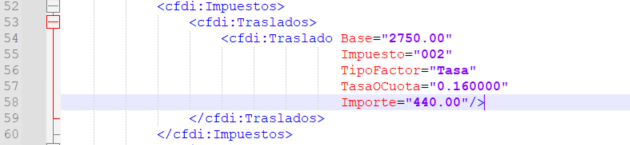 52 <cfdi:Impuestos>
53 <cfdi:Traslados>
54 <cfdi:Traslado Base="2750.00"
55 Impuesto="002"
56 TipoFactor="Tasa"
57 TasaOCuota="0.160000"
58 Importe="440.00"/>
59 </cfdi:Traslados>
60 </cfdi:Impuestos>